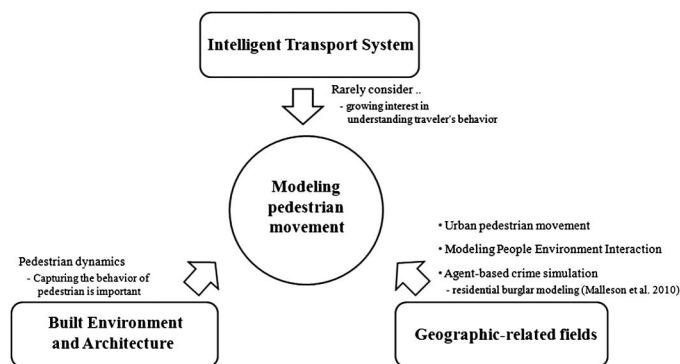 Intelligent Transport System
Rarely consider ..
- growing interest in
understanding traveler's behavior
Modeling
pedestrian
movement
• Urban pedestrian movement
• Modeling People Environment Interaction
• Agent-based crime simulation
- residential burglar modeling (Malleson et al. 2010)
Pedestrian dynamics
- Capturing the behavior of
pedestrian is important
Built Environment
and Architecture
Geographic-related fields